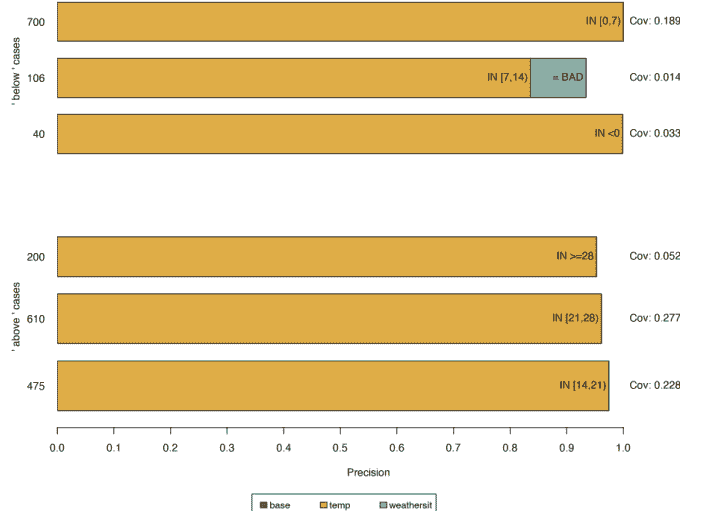 ' below ' cases
700
IN [0,7)
Cov: 0.189
106
IN [7,14)
= BAD
Cov: 0.014
40
IN <0
Cov: 0.033
' above ' cases
200
IN >=28
Cov: 0.052
610
IN [21,28)
Cov: 0.277
475
IN [14,21)
Cov: 0.228
0.0 0.1 0.2 0.3 0.4 0.5 0.6 0.7 0.8 0.9 1.0
Precision
base temp weathersit